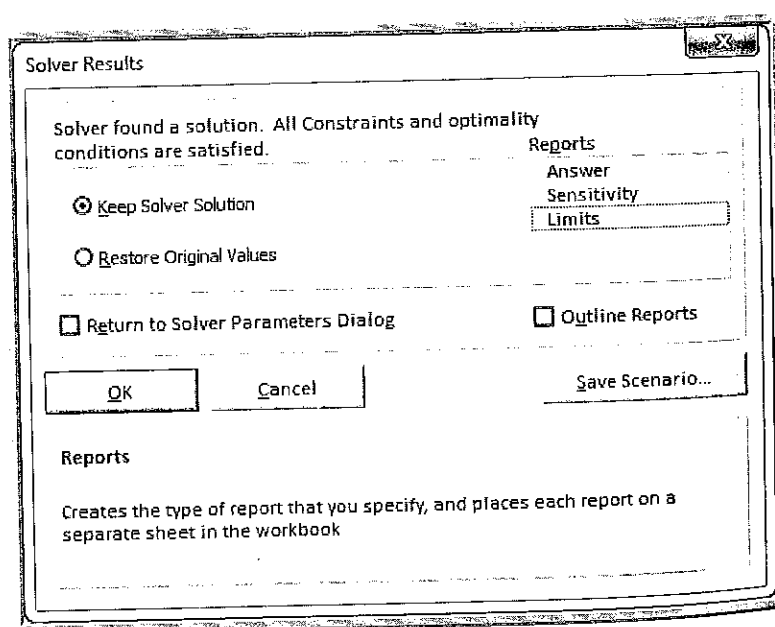 Solver Results
Solver found a solution. All Constraints and optimality
conditions are satisfied.
Reports
Answer
Sensitivity
Limits
Keep Solver Solution
Restore Original Values
Return to Solver Parameters Dialog
Outline Reports
OK
Cancel
Save Scenario...
Reports
Creates the type of report that you specify, and places each report on a
separate sheet in the workbook